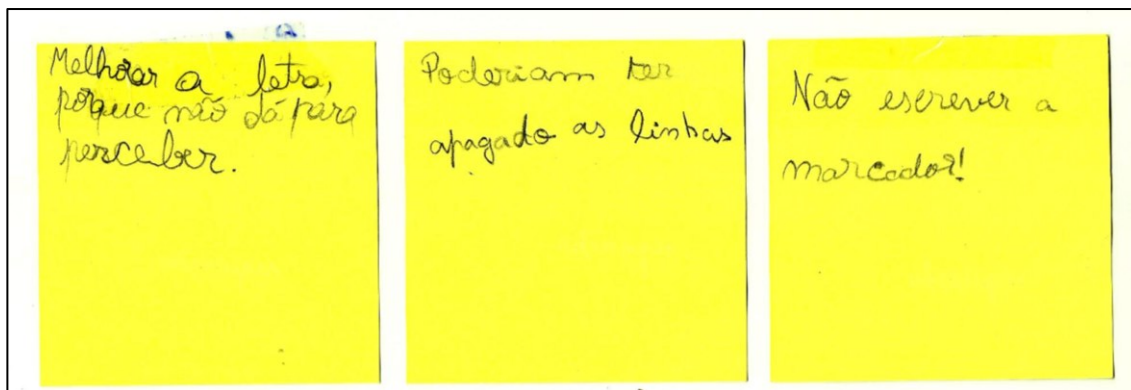 Melhorar a letra,
porque não dá para
perceber.
Poderiam ter
apagado as linhas
Não escrever a
marcador!